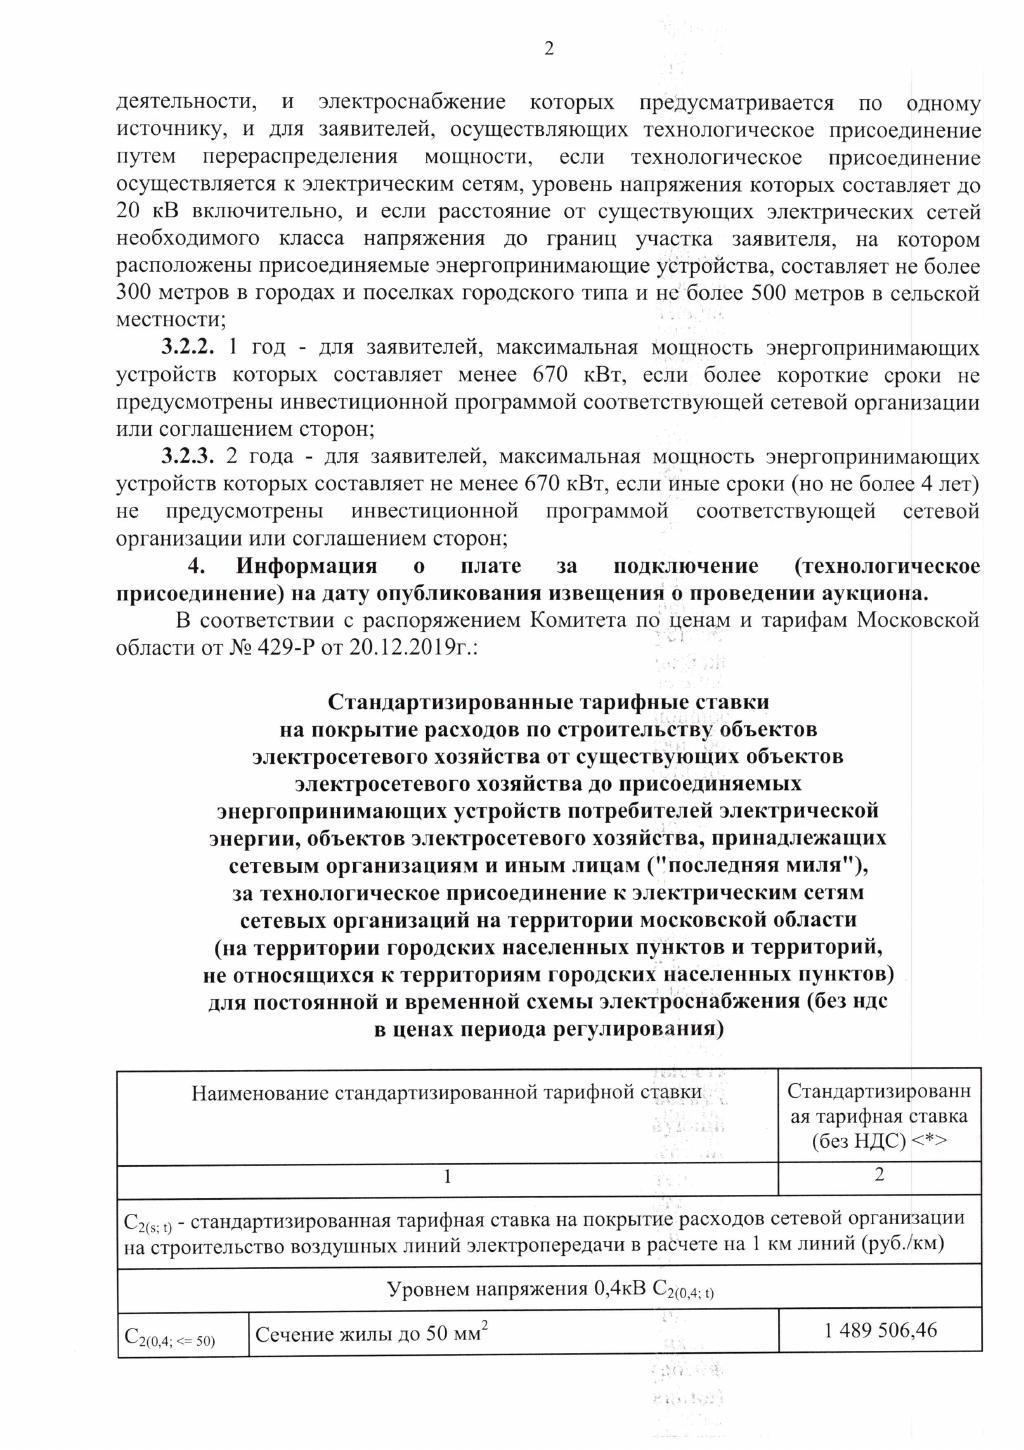 2
деятельности, и электроснабжение которых предусматривается по одному
источнику, и для заявителей, осуществляющих технологическое присоединение
путем перераспределения мощности, если технологическое присоединение
осуществляется к электрическим сетям, уровень напряжения которых составляет до
20 кВ включительно, и если расстояние от существующих электрических сетей
необходимого класса напряжения до границ участка заявителя, на котором
расположены присоединяемые энергопринимающие устройства, составляет не более
300 метров в городах и поселках городского типа и не более 500 метров в сельской
местности;
3.2.2. 1 год - для заявителей, максимальная мощность энергопринимающих
устройств которых составляет менее 670 кВт, если более короткие сроки не
предусмотрены инвестиционной программой соответствующей сетевой организации
или соглашением сторон;
3.2.3. 2 года - для заявителей, максимальная мощность энергопринимающих
устройств которых составляет не менее 670 кВт, если иные сроки (но не более 4 лет)
не предусмотрены инвестиционной программой соответствующей сетевой
организации или соглашением сторон;
4. Информация о плате за подключение (технологическое
присоединение) на дату опубликования извещения о проведении аукциона.
В соответствии с распоряжением Комитета по ценам и тарифам Московской
области от № 429-Р от 20.12.2019г.:
Стандартизированные тарифные ставки
на покрытие расходов по строительству объектов
электросетевого хозяйства от существующих объектов
электросетевого хозяйства до присоединяемых
энергопринимающих устройств потребителей электрической
энергии, объектов электросетевого хозяйства, принадлежащих
сетевым организациям и иным лицам ("последняя миля"),
за технологическое присоединение к электрическим сетям
сетевых организаций на территории московской области
(на территории городских населенных пунктов и территорий,
не относящихся к территориям городских населенных пунктов)
для постоянной и временной схемы электроснабжения (без ндс
в ценах периода регулирования)
Наименование стандартизированной тарифной ставки
Стандартизированн
ая тарифная ставка
(без НДС) <*>
1
2
C2(s; t) - стандартизированная тарифная ставка на покрытие расходов сетевой организации
на строительство воздушных линий электропередачи в расчете на 1 км линий (руб./км)
Уровнем напряжения 0,4кВ C2(0,4; t)
C2(0,4; <= 50)
Сечение жилы до 50 мм²
1 489 506,46